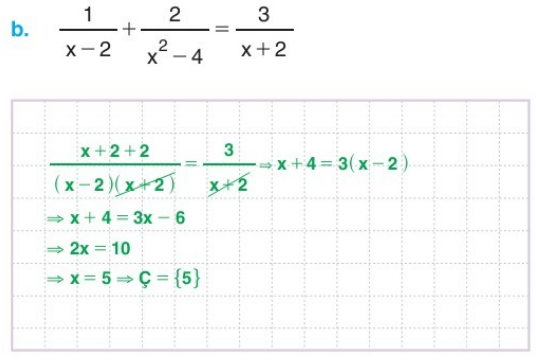 b. 1/(x − 2) + 2/(x² − 4) = 3/(x + 2)
(x + 2 + 2)/((x − 2)(x + 2)) = 3/(x + 2) ⇒ x + 4 = 3(x − 2)
⇒ x + 4 = 3x − 6
⇒ 2x = 10
⇒ x = 5 ⇒ Ç = {5}